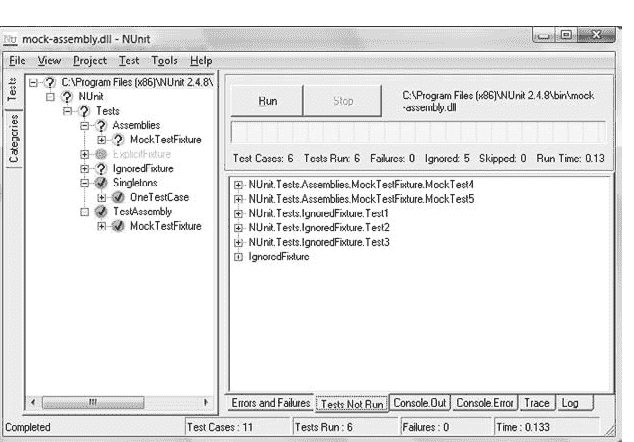 mock-assembly.dll - NUnit
File View Project Test Tools Help
Tests
Categories
C:\Program Files (x86)\NUnit 2.4.8\
NUnit
Tests
Assemblies
MockTestFixture
ExplicitFixture
IgnoredFixture
Singletons
OneTestCase
TestAssembly
MockTestFixture
Run Stop
C:\Program Files (x86)\NUnit 2.4.8\bin\mock
-assembly.dll
Test Cases: 6 Tests Run: 6 Failures: 0 Ignored: 5 Skipped: 0 Run Time: 0.13
NUnit.Tests.Assemblies.MockTestFixture.MockTest4
NUnit.Tests.Assemblies.MockTestFixture.MockTest5
NUnit.Tests.IgnoredFixture.Test1
NUnit.Tests.IgnoredFixture.Test2
NUnit.Tests.IgnoredFixture.Test3
IgnoredFixture
Errors and Failures Tests Not Run Console.Out Console.Error Trace Log
Completed Test Cases : 11 Tests Run : 6 Failures : 0 Time : 0.133